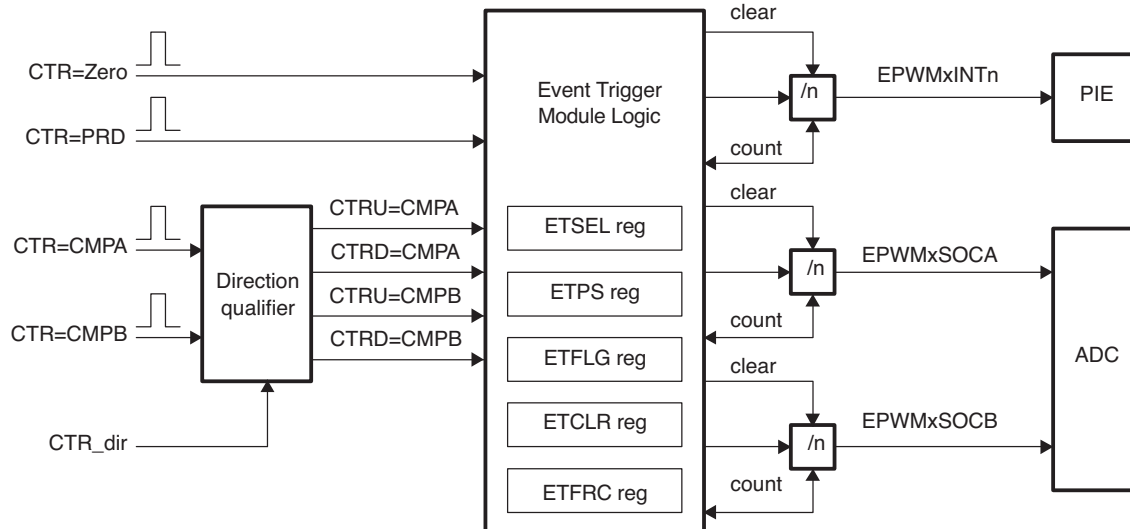 clear
CTR=Zero
Event Trigger
Module Logic
/n
EPWMxINTn
PIE
CTR=PRD
count
clear
CTRU=CMPA
ETSEL reg
CTR=CMPA
CTRD=CMPA
Direction
qualifier
/n
EPWMxSOCA
CTRU=CMPB
ETPS reg
CTR=CMPB
count
CTRD=CMPB
ETFLG reg
clear
ADC
ETCLR reg
CTR_dir
/n
EPWMxSOCB
count
ETFRC reg